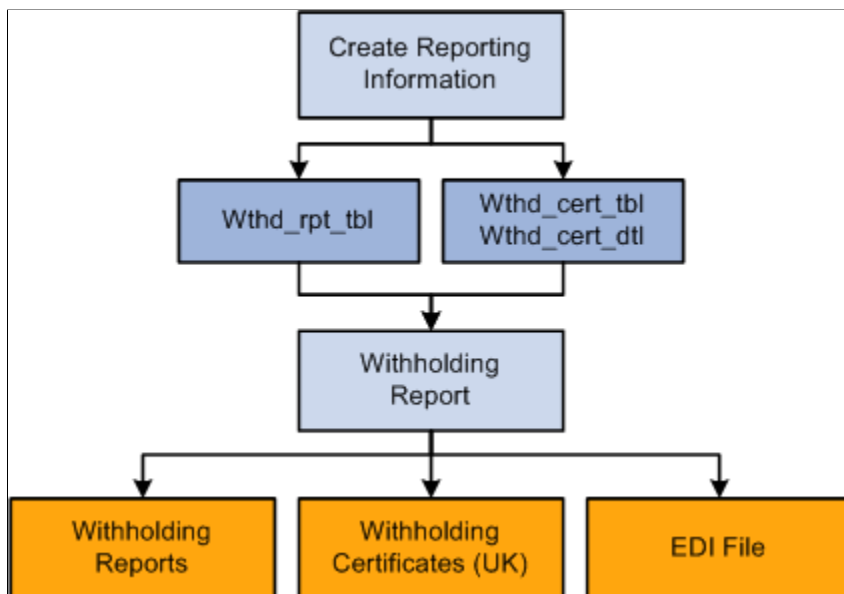 Create Reporting
Information
Wthd_rpt_tbl
Wthd_cert_tbl
Wthd_cert_dtl
Withholding
Report
Withholding
Reports
Withholding
Certificates (UK)
EDI File